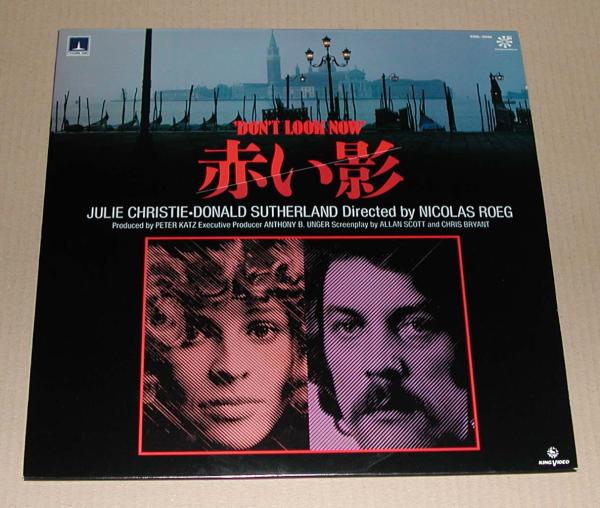 'DON'T LOOK NOW'
赤い影
JULIE CHRISTIE•DONALD SUTHERLAND Directed by NICOLAS ROEG
Produced by PETER KATZ Executive Producer ANTHONY B. UNGER Screenplay by ALLAN SCOTT and CHRIS BRYANT
KING VIDEO